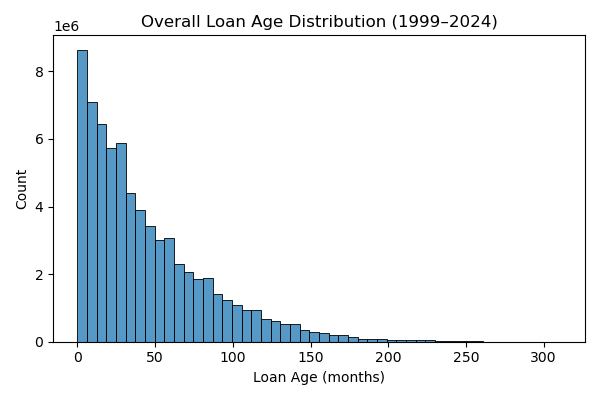 Overall Loan Age Distribution (1999–2024)
1e6
8
6
4
2
0
Count
0 50 100 150 200 250 300
Loan Age (months)